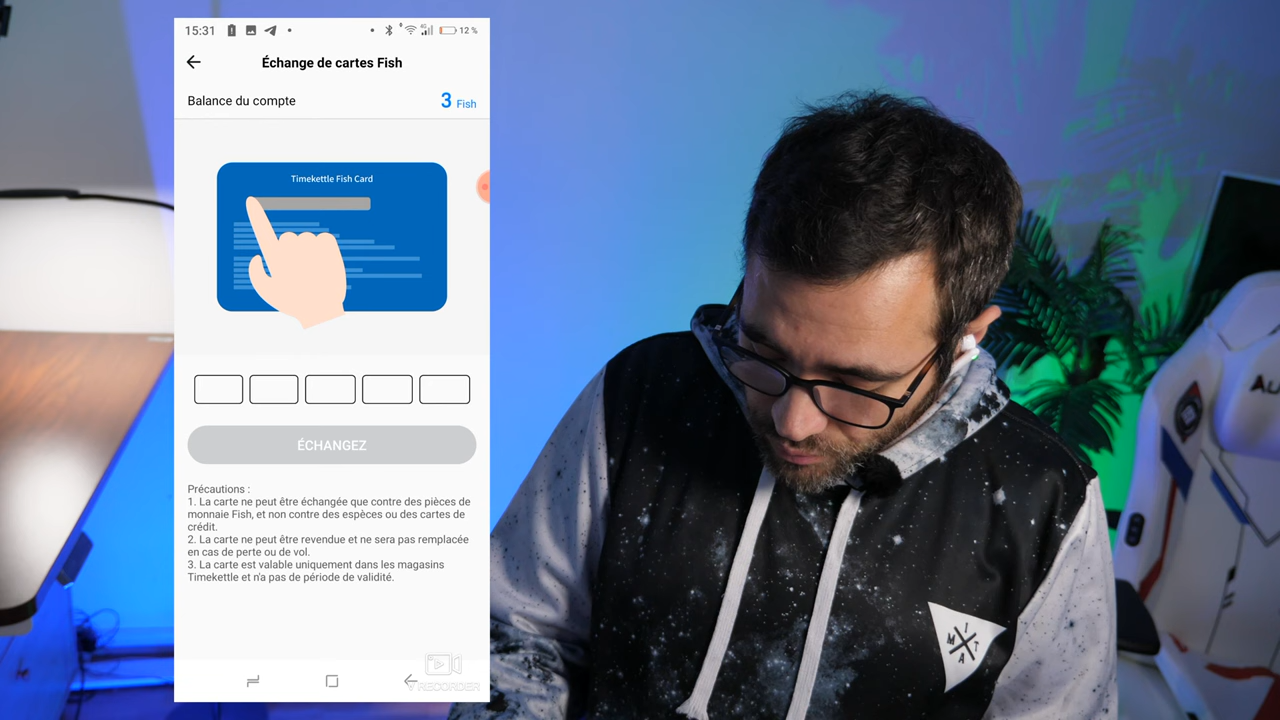 15:31
4G
12 %
Échange de cartes Fish
Balance du compte
3 Fish
Timekettle Fish Card
ÉCHANGEZ
Précautions :
1. La carte ne peut être échangée que contre des pièces de
monnaie Fish, et non contre des espèces ou des cartes de
crédit.
2. La carte ne peut être revendue et ne sera pas remplacée
en cas de perte ou de vol.
3. La carte est valable uniquement dans les magasins
Timekettle et n'a pas de période de validité.
RECORDER
M I T A
AU